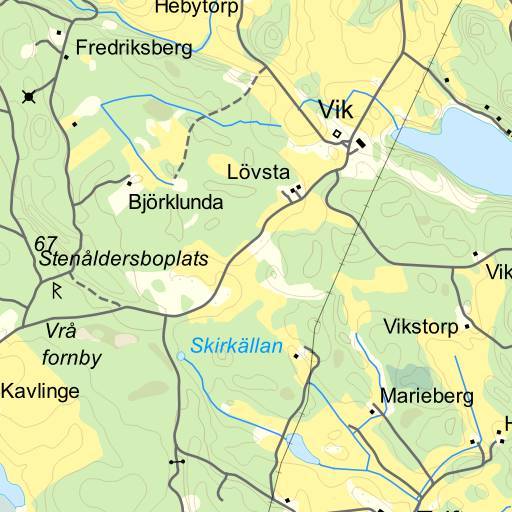 Hebytorp
Fredriksberg
Vik
Lövsta
Björklunda
67
Stenåldersboplats
Vik
Vikstorp
Vrå
fornby
Skirkällan
Kavlinge
Marieberg
H